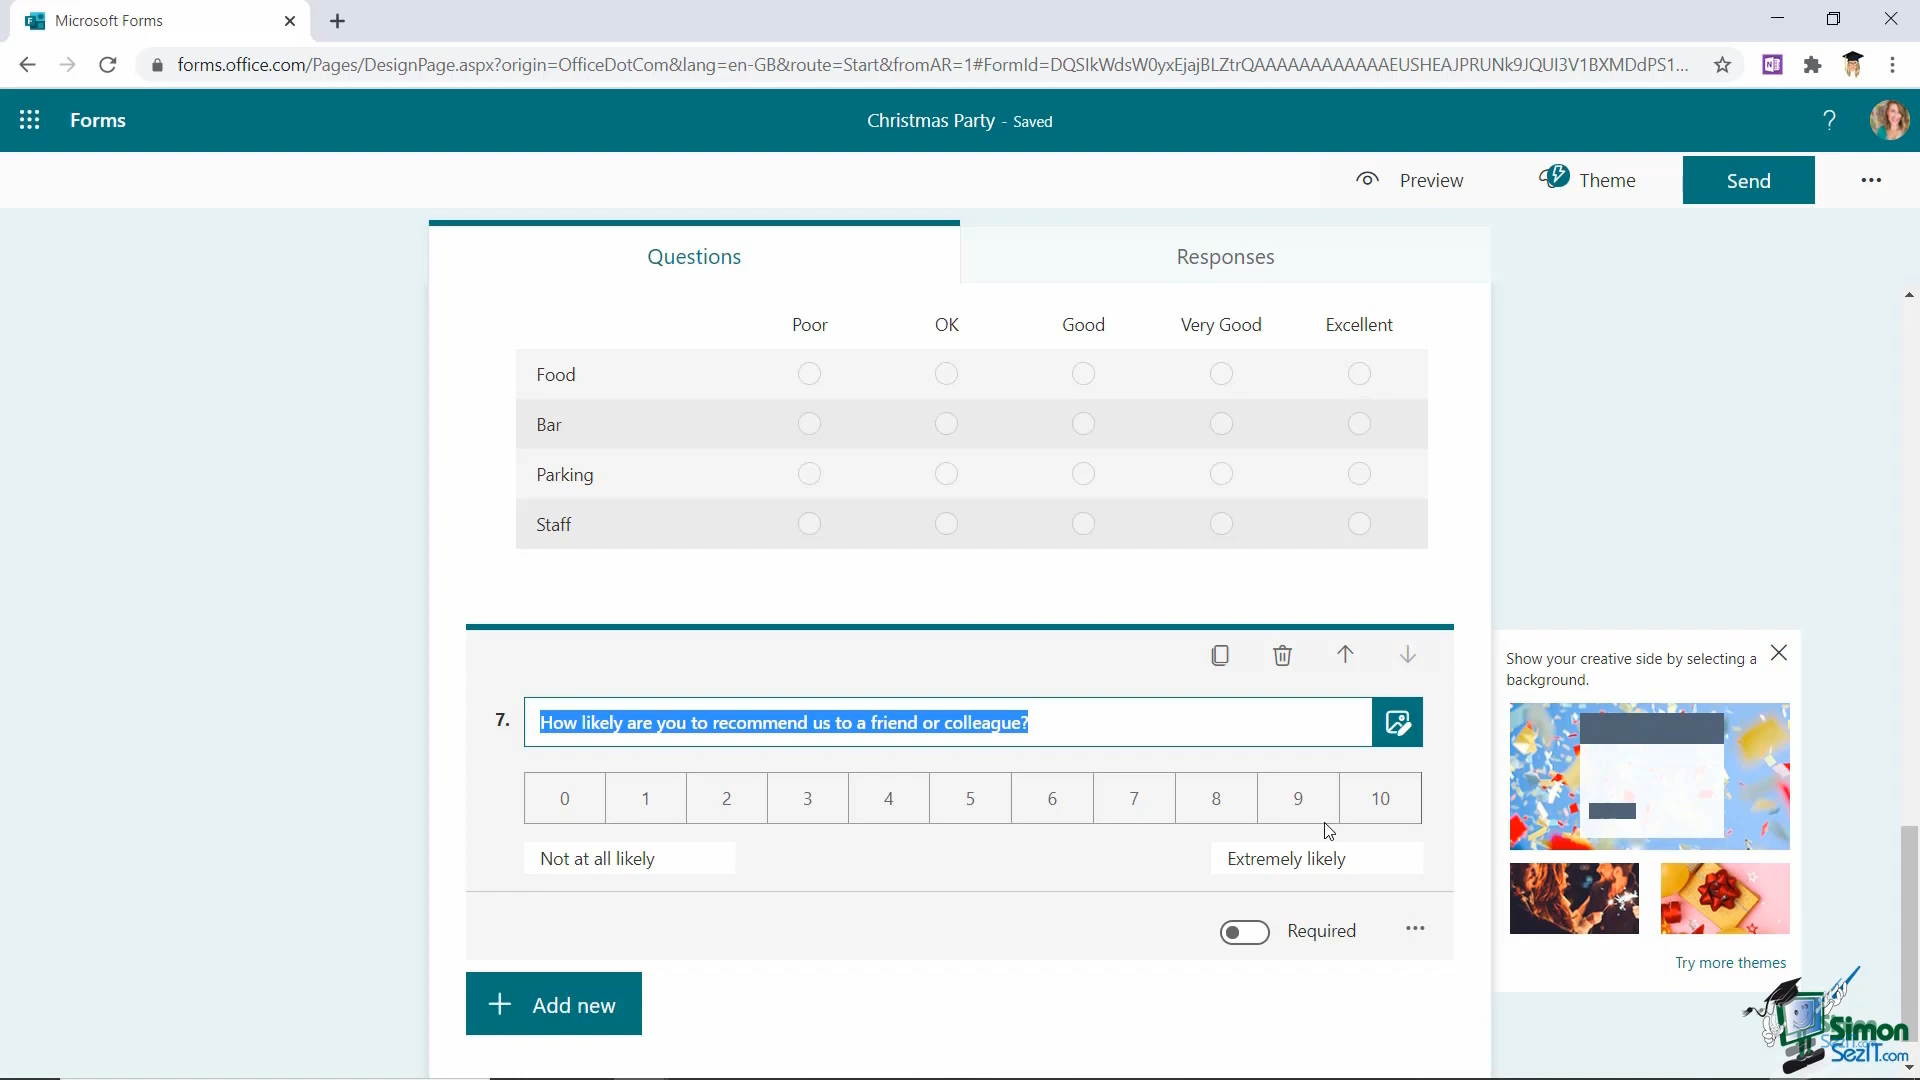 Microsoft Forms
forms.office.com/Pages/DesignPage.aspx?origin=OfficeDotCom&lang=en-GB&route=Start&fromAR=1#FormId=DQSIkWdsW0yxEjajBLZtrQAAAAAAAAAAAAEUSHEAJPRUNk9JQUI3V1BXMDdPS1...
Forms
Christmas Party - Saved
?
Preview
Theme
Send
Questions
Responses
Poor OK Good Very Good Excellent
Food
Bar
Parking
Staff
7. How likely are you to recommend us to a friend or colleague?
0 1 2 3 4 5 6 7 8 9 10
Not at all likely
Extremely likely
Required
Add new
Show your creative side by selecting a
background.
Try more themes
Simon
SezIT.com